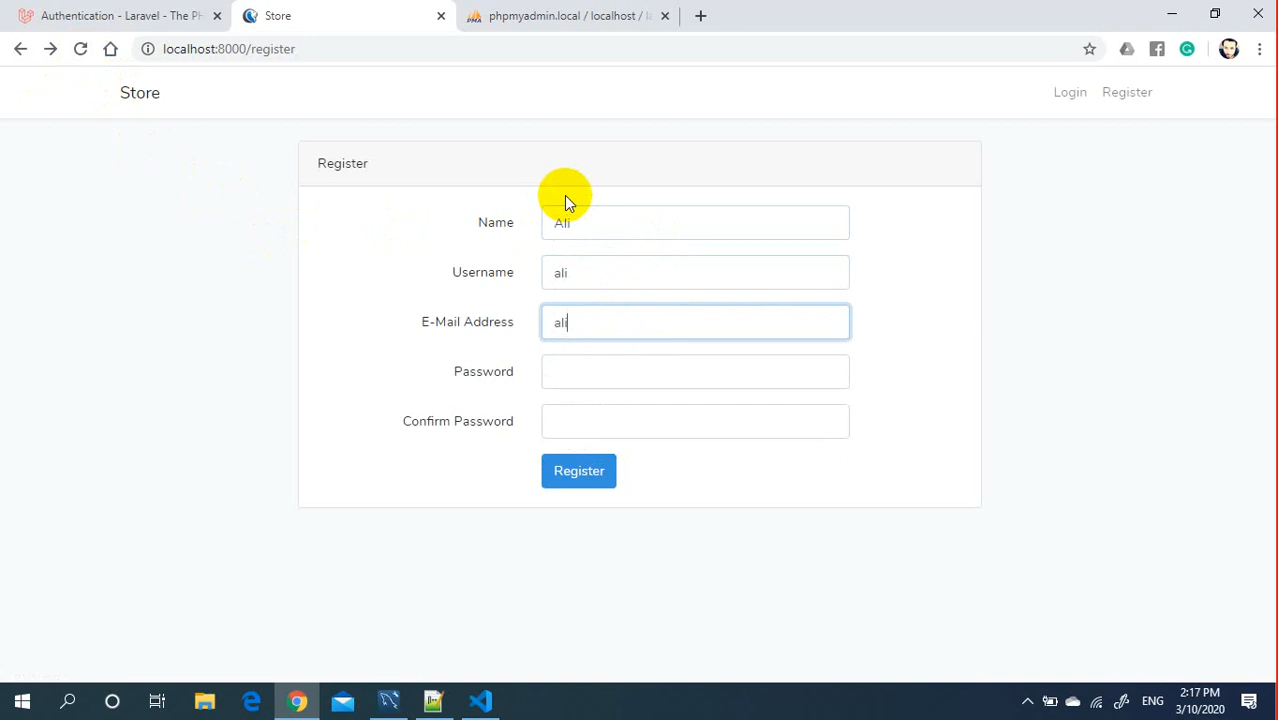 Authentication - Laravel - The PH
Store
phpmyadmin.local / localhost / la
localhost:8000/register
Store
Login
Register
Register
Name
Ali
Username
ali
E-Mail Address
ali
Password
Confirm Password
Register
ENG
2:17 PM
3/10/2020